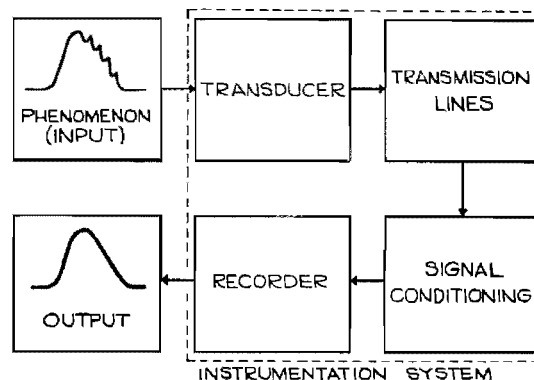 PHENOMENON
(INPUT)
TRANSDUCER
TRANSMISSION
LINES
OUTPUT
RECORDER
SIGNAL
CONDITIONING
INSTRUMENTATION SYSTEM